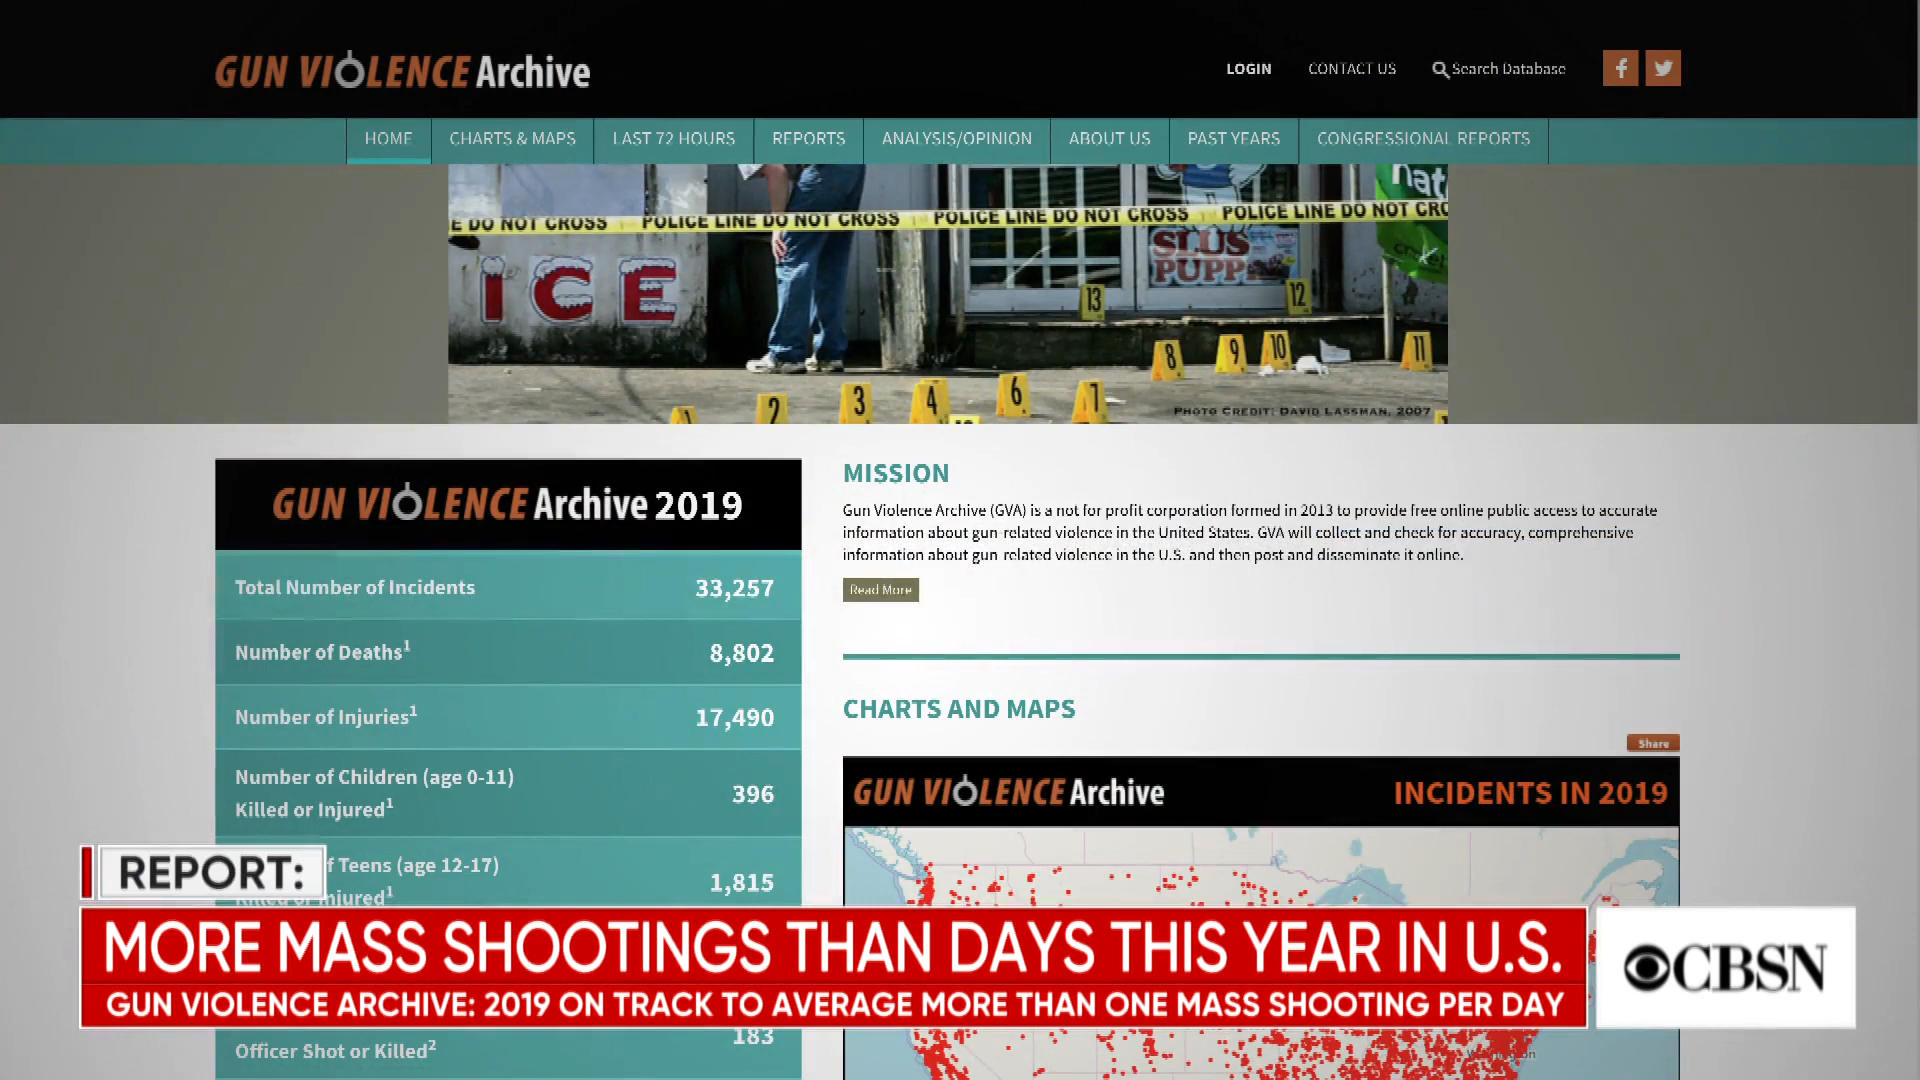 GUN VIOLENCE Archive
LOGIN
CONTACT US
Search Database
HOME
CHARTS & MAPS
LAST 72 HOURS
REPORTS
ANALYSIS/OPINION
ABOUT US
PAST YEARS
CONGRESSIONAL REPORTS
E DO NOT CROSS POLICE LINE DO NOT CROSS POLICE LINE DO NOT CROSS POLICE LINE DO NOT CRO
nat
ICE
SLUS
PUPP
13
12
8
9
10
11
1
2
3
4
6
7
PHOTO CREDIT: DAVID LASSMAN, 2007
GUN VIOLENCE Archive 2019
Total Number of Incidents 33,257
Number of Deaths1 8,802
Number of Injuries1 17,490
Number of Children (age 0-11)
Killed or Injured1 396
f Teens (age 12-17)
Killed or Injured1 1,815
183
Officer Shot or Killed2
MISSION
Gun Violence Archive (GVA) is a not for profit corporation formed in 2013 to provide free online public access to accurate
information about gun-related violence in the United States. GVA will collect and check for accuracy, comprehensive
information about gun-related violence in the U.S. and then post and disseminate it online.
Read More
CHARTS AND MAPS
Share
GUN VIOLENCE Archive
INCIDENTS IN 2019
REPORT:
MORE MASS SHOOTINGS THAN DAYS THIS YEAR IN U.S.
GUN VIOLENCE ARCHIVE: 2019 ON TRACK TO AVERAGE MORE THAN ONE MASS SHOOTING PER DAY
CBSN